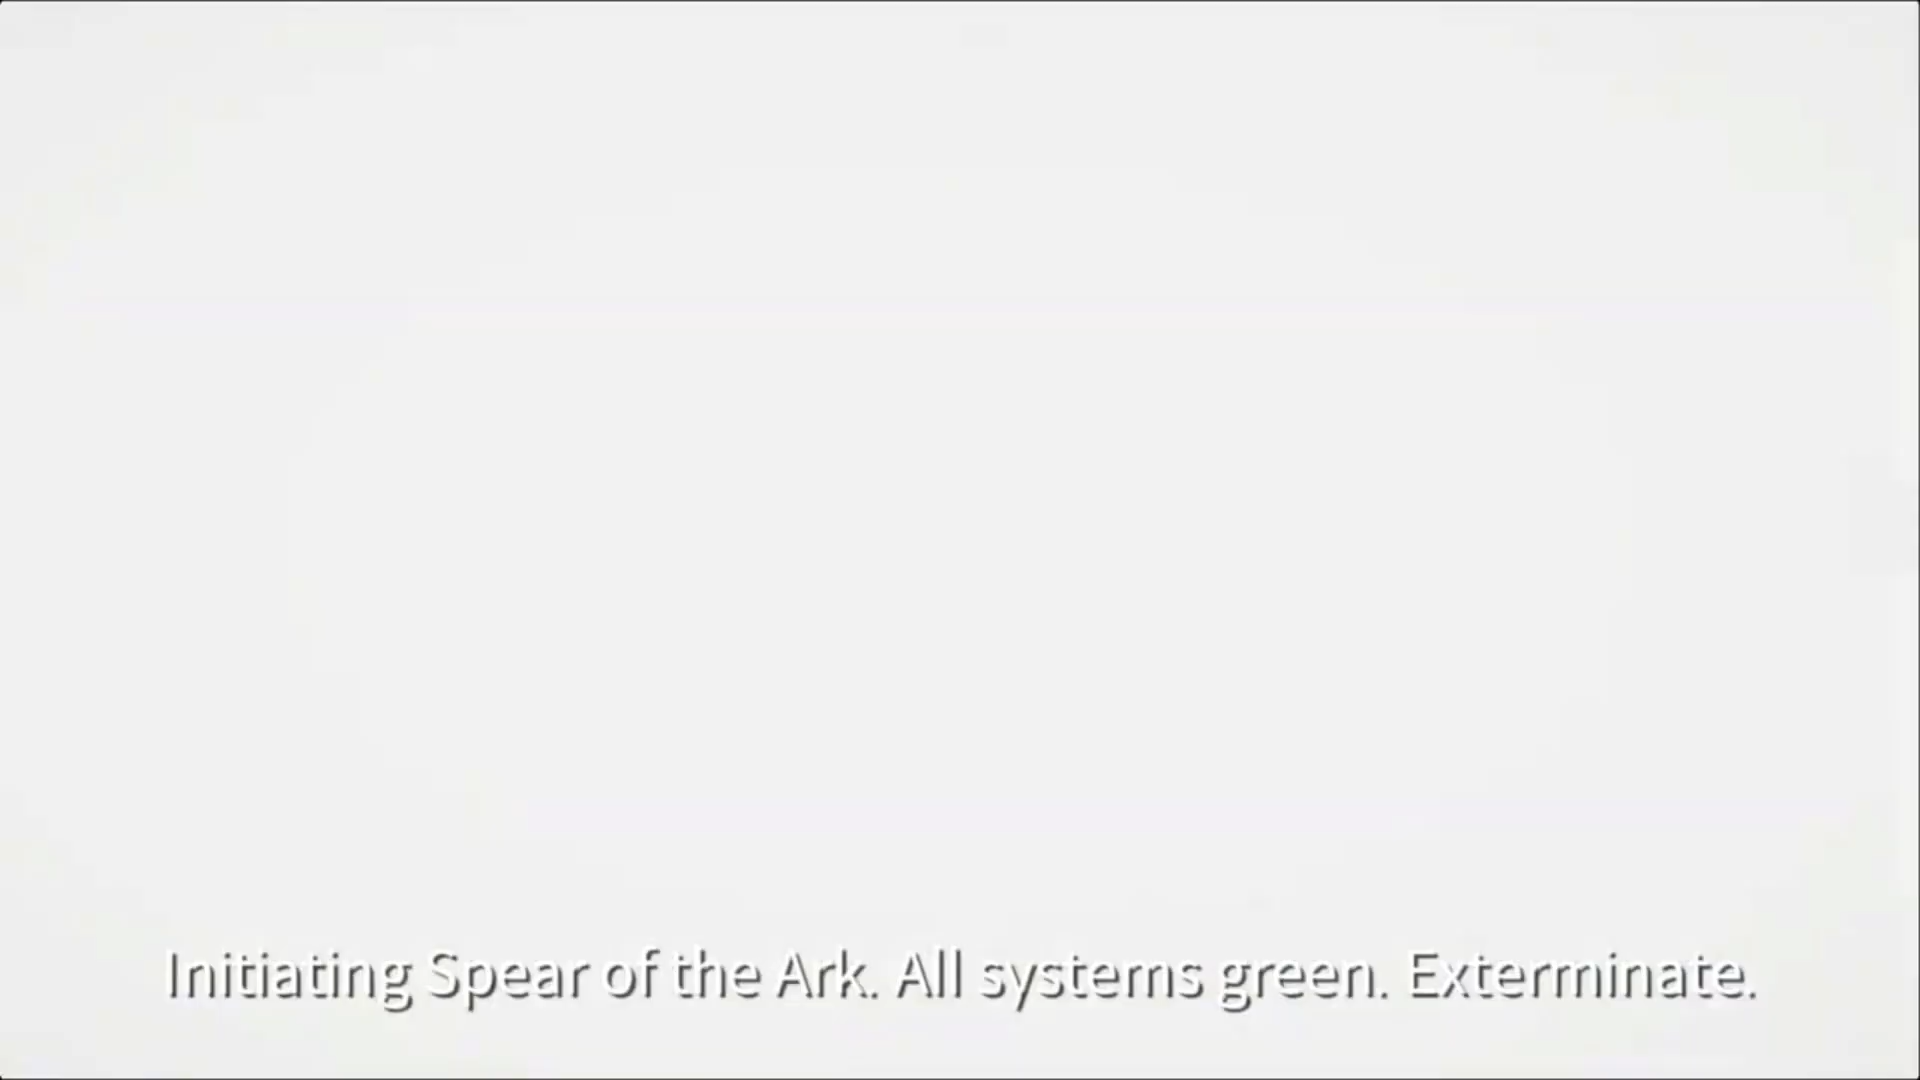 Initiating Spear of the Ark. All systems green. Exterminate.